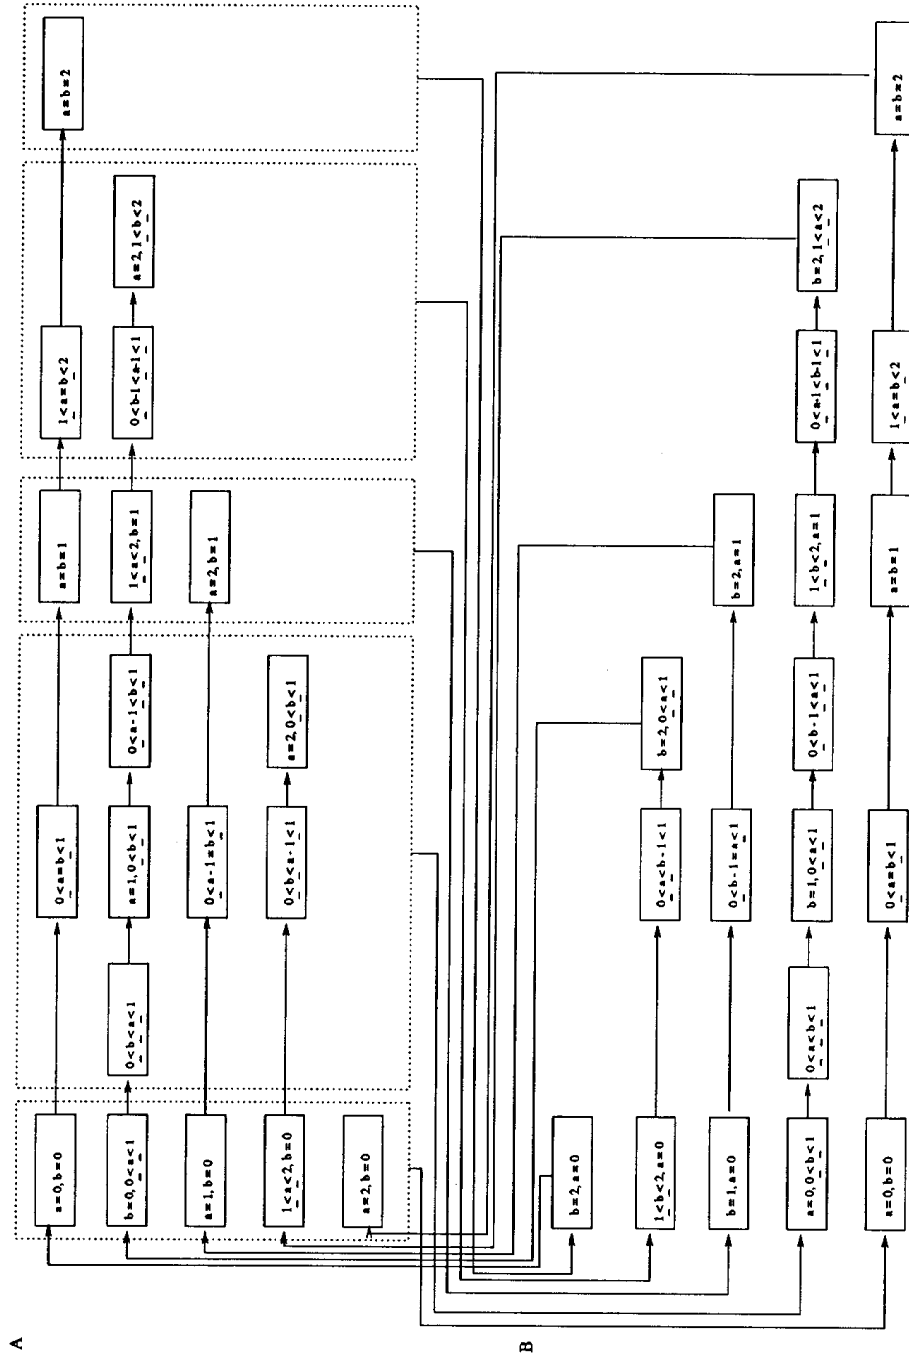 A
a=0,b=0
0<a=b<1
a=b=1
1<a=b<2
a=b=2
b=0,0<a<1
0<b<a<1
a=1,0<b<1
0<a-1<b<1
1<a<2,b=1
0<b-1<a-1<1
a=2,1<b<2
a=1,b=0
0<a-1=b<1
a=2,b=1
1<a<2,b=0
0<b<a-1<1
a=2,0<b<1
a=2,b=0
B
b=2,a=0
1<b<2,a=0
0<a<b-1<1
b=2,0<a<1
b=1,a=0
0<b-1=a<1
b=2,a=1
a=0,0<b<1
0<a<b<1
b=1,0<a<1
0<b-1<a<1
1<b<2,a=1
0<a-1<b-1<1
b=2,1<a<2
a=0,b=0
0<a=b<1
a=b=1
1<a=b<2
a=b=2